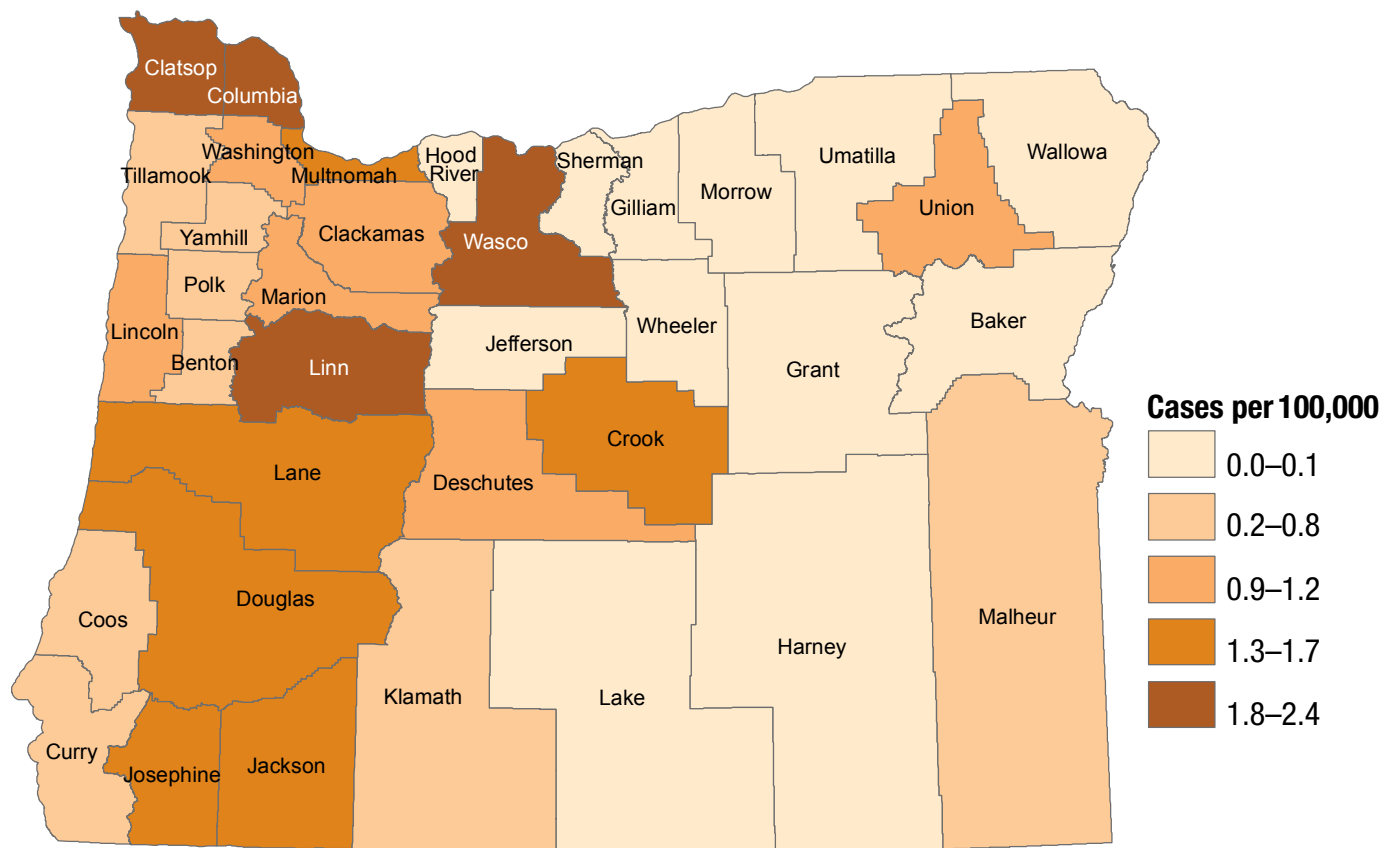 Clatsop
Columbia
Tillamook
Washington
Multnomah
Hood
River
Sherman
Gilliam
Morrow
Umatilla
Union
Wallowa
Yamhill
Clackamas
Wasco
Polk
Marion
Lincoln
Benton
Linn
Jefferson
Wheeler
Grant
Baker
Lane
Deschutes
Crook
Coos
Douglas
Klamath
Lake
Harney
Malheur
Curry
Josephine
Jackson
Cases per 100,000
0.0–0.1
0.2–0.8
0.9–1.2
1.3–1.7
1.8–2.4